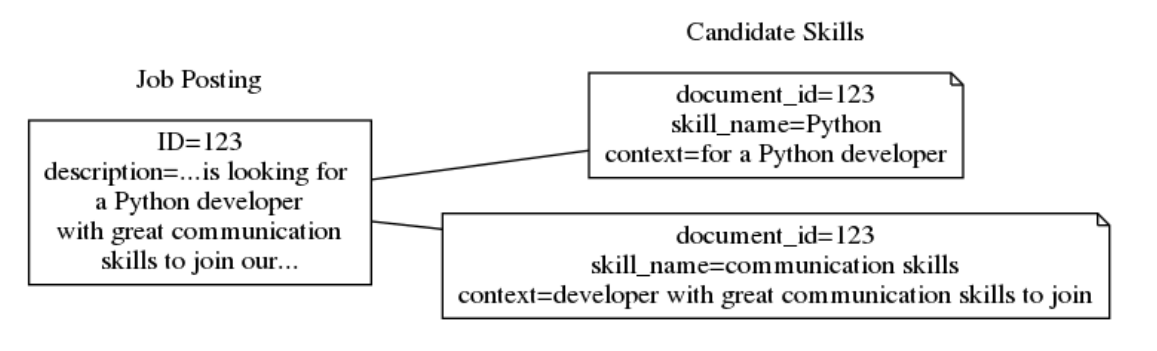 Job Posting
ID=123
description=...is looking for
a Python developer
with great communication
skills to join our...
Candidate Skills
document_id=123
skill_name=Python
context=for a Python developer
document_id=123
skill_name=communication skills
context=developer with great communication skills to join